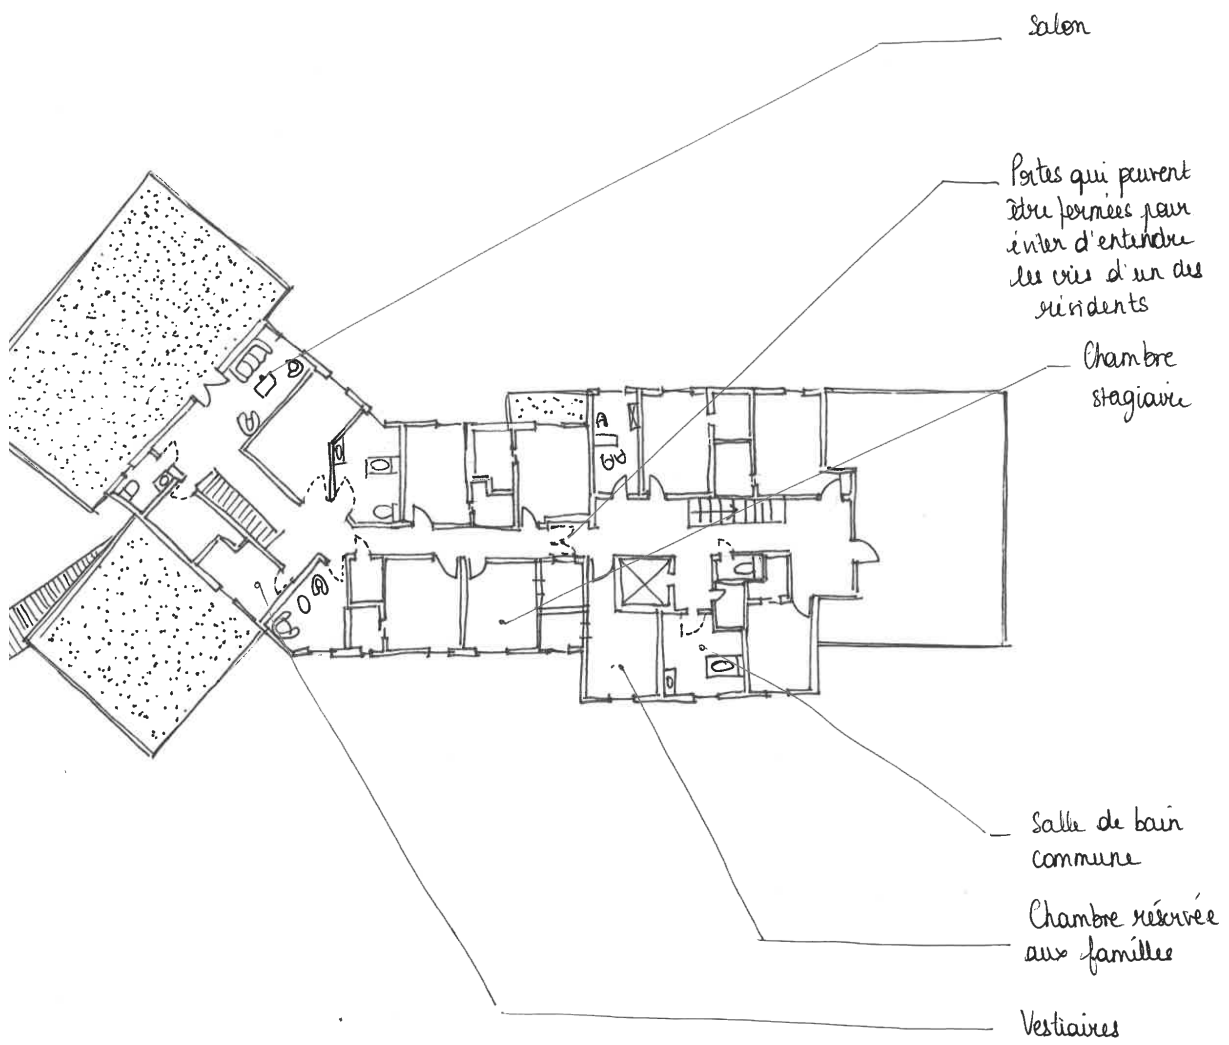 Salon
Portes qui peuvent
être fermées pour
éviter d'entendre
les cris d'un des
résidents
Chambre
stagiaire
Salle de bain
commune
Chambre réservée
aux familles
Vestiaires